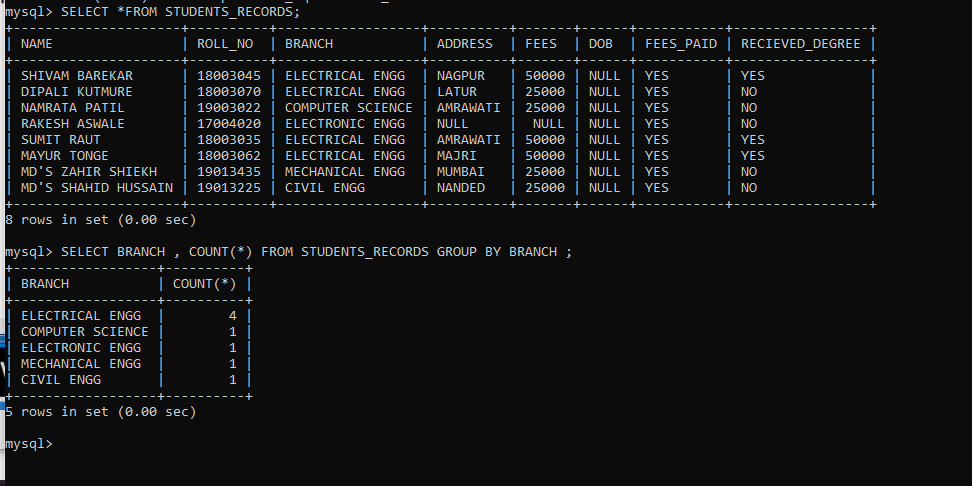 mysql> SELECT *FROM STUDENTS_RECORDS;
+---------------------+----------+------------------+----------+-------+------+-----------+-----------------+
| NAME                | ROLL_NO  | BRANCH           | ADDRESS  | FEES  | DOB  | FEES_PAID | RECIEVED_DEGREE |
+---------------------+----------+------------------+----------+-------+------+-----------+-----------------+
| SHIVAM BAREKAR      | 18003045 | ELECTRICAL ENGG  | NAGPUR   | 50000 | NULL | YES       | YES             |
| DIPALI KUTMURE      | 18003070 | ELECTRICAL ENGG  | LATUR    | 25000 | NULL | YES       | NO              |
| NAMRATA PATIL       | 19003022 | COMPUTER SCIENCE | AMRAWATI | 25000 | NULL | YES       | NO              |
| RAKESH ASWALE       | 17004020 | ELECTRONIC ENGG  | NULL     |  NULL | NULL | YES       | NO              |
| SUMIT RAUT          | 18003035 | ELECTRICAL ENGG  | AMRAWATI | 50000 | NULL | YES       | YES             |
| MAYUR TONGE         | 18003062 | ELECTRICAL ENGG  | MAJRI    | 50000 | NULL | YES       | YES             |
| MD'S ZAHIR SHIEKH   | 19013435 | MECHANICAL ENGG  | MUMBAI   | 25000 | NULL | YES       | NO              |
| MD'S SHAHID HUSSAIN | 19013225 | CIVIL ENGG       | NANDED   | 25000 | NULL | YES       | NO              |
+---------------------+----------+------------------+----------+-------+------+-----------+-----------------+
8 rows in set (0.00 sec)
mysql> SELECT BRANCH , COUNT(*) FROM STUDENTS_RECORDS GROUP BY BRANCH ;
+------------------+----------+
| BRANCH           | COUNT(*) |
+------------------+----------+
| ELECTRICAL ENGG  |        4 |
| COMPUTER SCIENCE |        1 |
| ELECTRONIC ENGG  |        1 |
| MECHANICAL ENGG  |        1 |
| CIVIL ENGG       |        1 |
+------------------+----------+
5 rows in set (0.00 sec)
mysql>